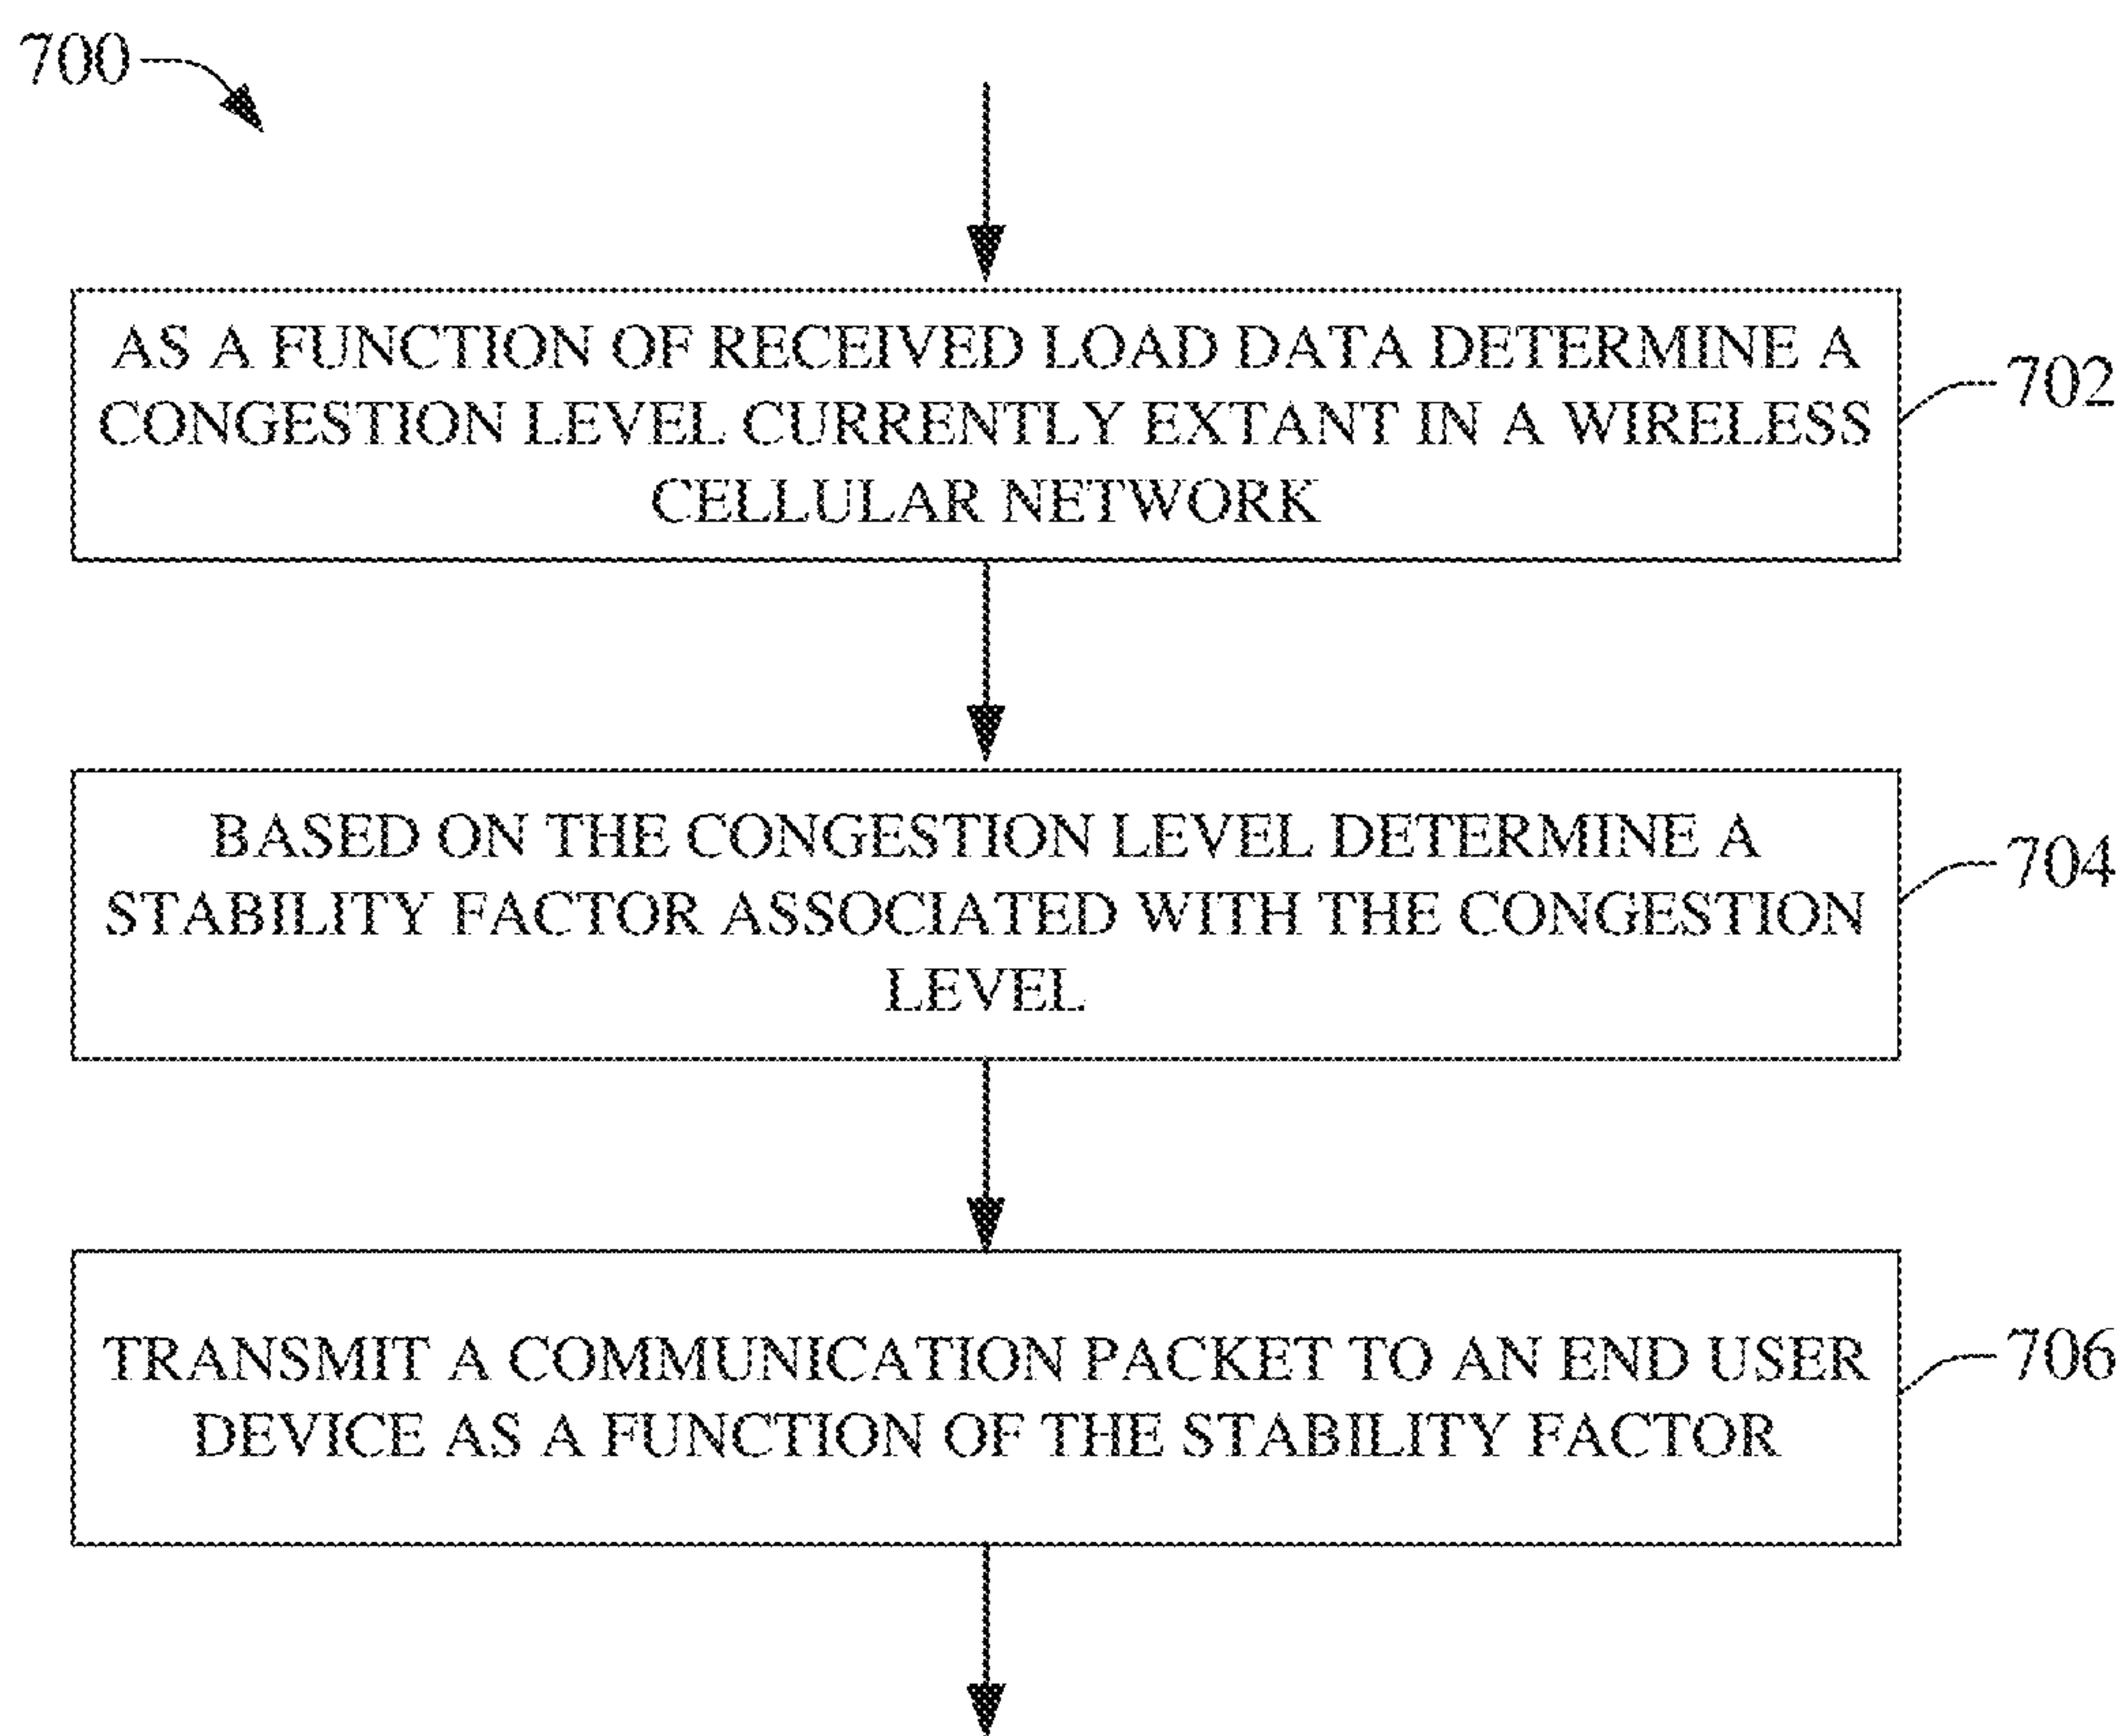 700
AS A FUNCTION OF RECEIVED LOAD DATA DETERMINE A
CONGESTION LEVEL CURRENTLY EXTANT IN A WIRELESS
CELLULAR NETWORK
702
BASED ON THE CONGESTION LEVEL DETERMINE A
STABILITY FACTOR ASSOCIATED WITH THE CONGESTION
LEVEL
704
TRANSMIT A COMMUNICATION PACKET TO AN END USER
DEVICE AS A FUNCTION OF THE STABILITY FACTOR
706